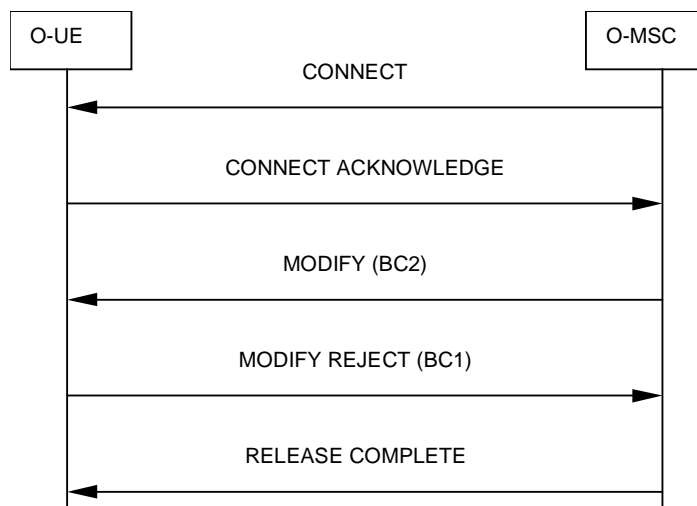 O-UE
O-MSC
CONNECT
CONNECT ACKNOWLEDGE
MODIFY (BC2)
MODIFY REJECT (BC1)
RELEASE COMPLETE